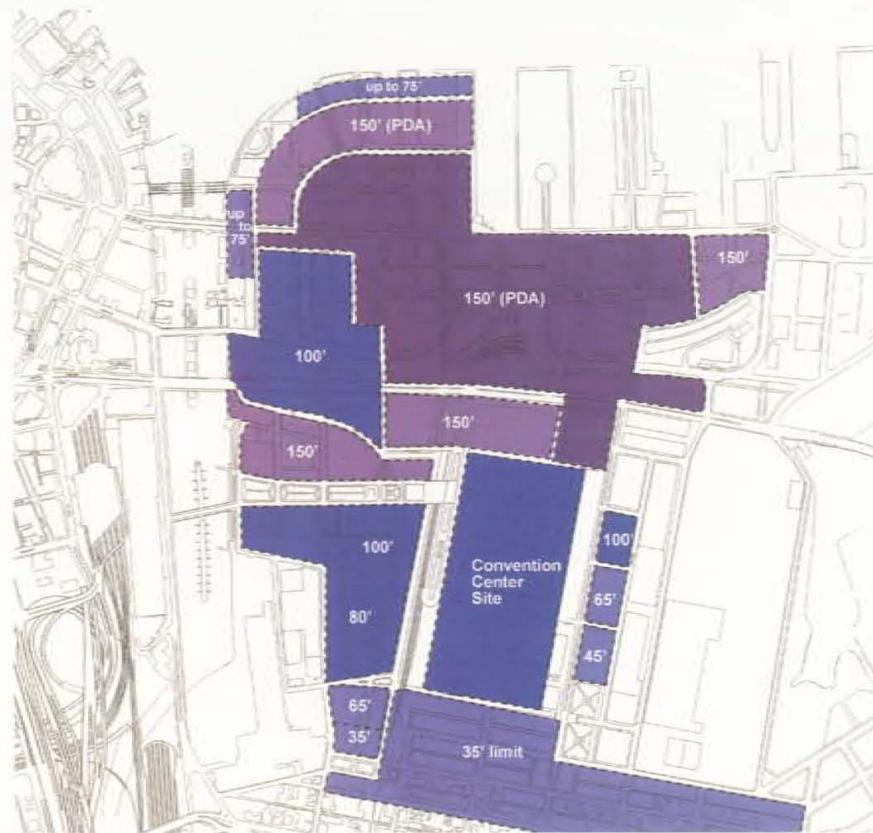 up to 75'
150' (PDA)
up
to
75'
150'
150' (PDA)
100'
150'
150'
100'
100'
Convention
Center
Site
65'
80'
45'
65'
35'
35' limit